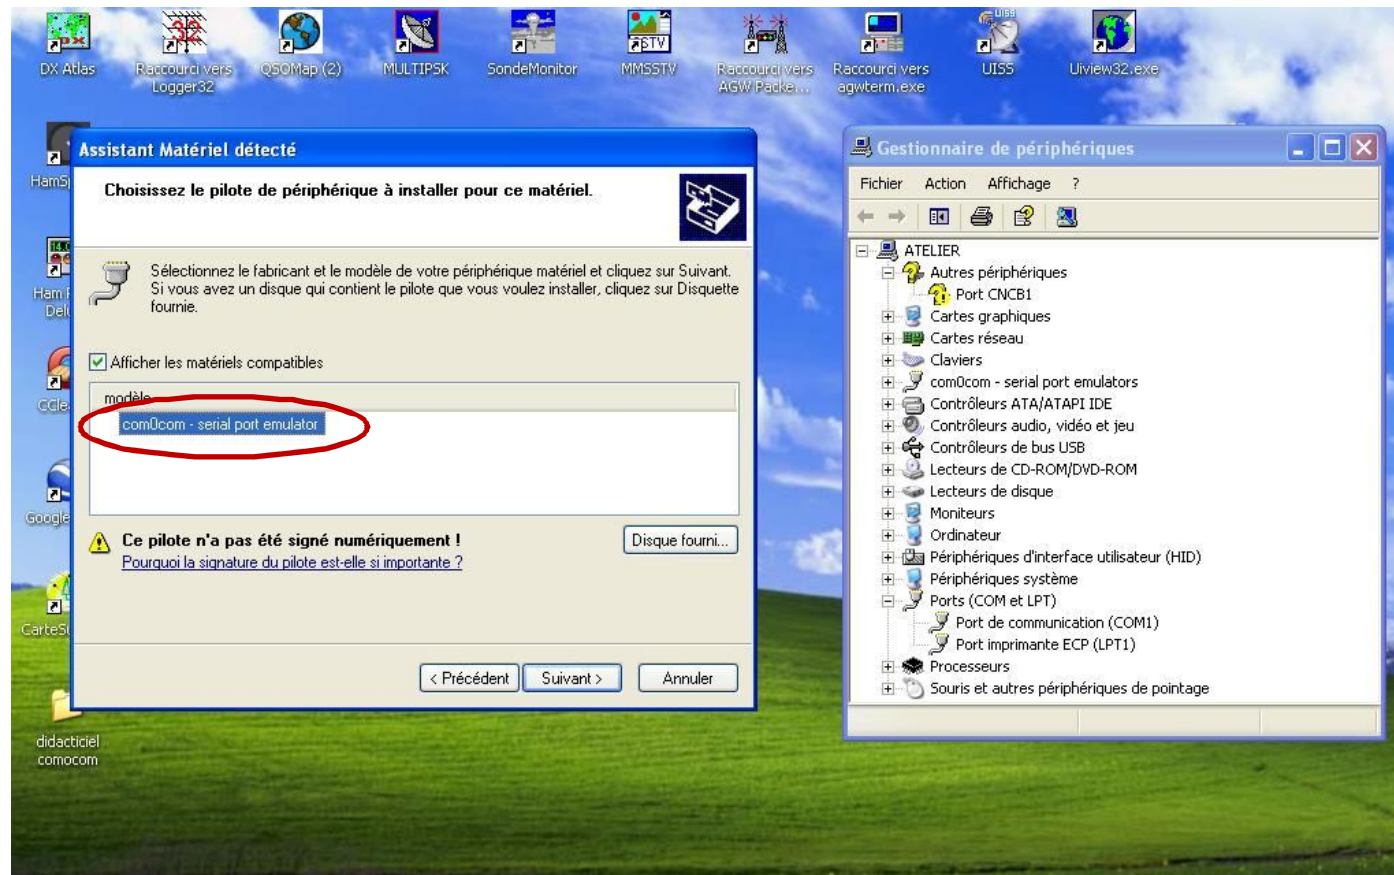 DX Atlas
Raccourci vers
Logger32
QSOMap (2)
MULTIPSK
SondeMonitor
MMSSTV
Raccourci vers
AGW Packe...
Raccourci vers
agwterm.exe
UISS
Uiview32.exe
Assistant Matériel détecté
Choisissez le pilote de périphérique à installer pour ce matériel.
Sélectionnez le fabricant et le modèle de votre périphérique matériel et cliquez sur Suivant.
Si vous avez un disque qui contient le pilote que vous voulez installer, cliquez sur Disquette
fournie.
Afficher les matériels compatibles
modèle
com0com - serial port emulator
Ce pilote n'a pas été signé numériquement !
Pourquoi la signature du pilote est-elle si importante ?
Disque fourni...
< Précédent
Suivant >
Annuler
Gestionnaire de périphériques
Fichier Action Affichage ?
ATELIER
Autres périphériques
Port CNCB1
Cartes graphiques
Cartes réseau
Claviers
com0com - serial port emulators
Contrôleurs ATA/ATAPI IDE
Contrôleurs audio, vidéo et jeu
Contrôleurs de bus USB
Lecteurs de CD-ROM/DVD-ROM
Lecteurs de disque
Moniteurs
Ordinateur
Périphériques d'interface utilisateur (HID)
Périphériques système
Ports (COM et LPT)
Port de communication (COM1)
Port imprimante ECP (LPT1)
Processeurs
Souris et autres périphériques de pointage
HamS
Ham
Del
CCle
Google
CarteS
didacticiel
comocom